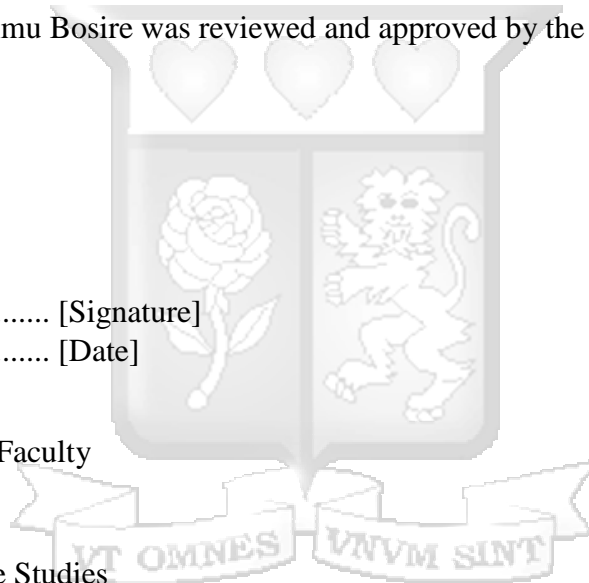 mu Bosire was reviewed and approved by the
...... [Signature]
...... [Date]
Faculty
VT OMNES VNVM SINT
e Studies